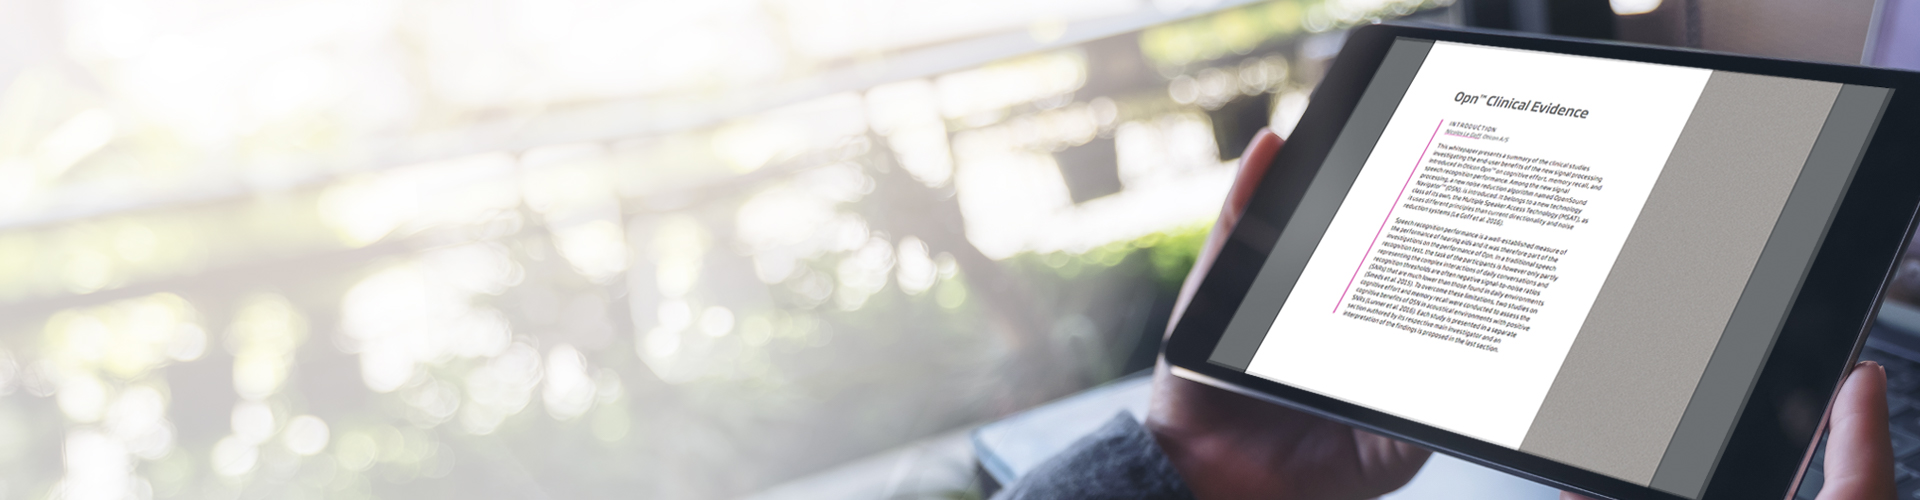 Opn™ Clinical Evidence
INTRODUCTION
Nicolas Le Goff, Oticon A/S
This whitepaper presents a summary of the clinical studies
investigating the end-user benefits of the new signal processing
introduced in Oticon Opn™ on cognitive effort, memory recall, and
speech recognition performance. Among the new signal
processing, a new noise reduction algorithm named OpenSound
Navigator™ (OSN), is introduced. It belongs to a new technology
class of its own, the Multiple Speaker Access Technology (MSAT), as
it uses different principles than current directionality and noise
reduction systems (Le Goff et al. 2016).
Speech recognition performance is a well-established measure of
the performance of hearing aids and it was therefore part of the
investigations on the performance of Opn. In a traditional speech
recognition test, the task of the participants is however only partly
representing the complex interactions of daily conversations and
recognition thresholds are often negative signal-to-noise ratios
(SNRs) that are much lower than those found in daily environments
(Smeds et al. 2015). To overcome these limitations, two studies on
cognitive effort and memory recall were conducted to assess the
cognitive benefits of OSN in acoustical environments with positive
SNRs (Lunner et al. 2016). Each study is presented in a separate
section authored by its respective main investigator and an
interpretation of the findings is proposed in the last section.